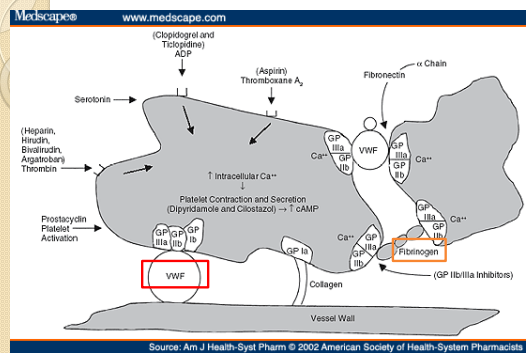 Medscape® www.medscape.com
(Clopidogrel and
Ticlopidine)
ADP
(Aspirin)
Thromboxane A2
α Chain
Fibronectin
Serotonin
(Heparin,
Hirudin,
Bivalirudin,
Argatroban)
Thrombin
GP
IIIa
GP
IIb
VWF
GP
IIIa
GP
IIb
Ca++
Ca++
↑ Intracellular Ca++
↓
Platelet Contraction and Secretion
(Dipyridamole and Cilostazol) → ↑ cAMP
Prostacyclin
Platelet
Activation
GP
IIIa
GP
IIb
GP
Ib
GP Ia
Ca++
GP
IIIa
GP
IIb
GP
IIIa
GP
IIb
Ca++
Fibrinogen
(GP IIb/IIIa Inhibitors)
VWF
Collagen
Vessel Wall
Source: Am J Health-Syst Pharm © 2002 American Society of Health-System Pharmacists